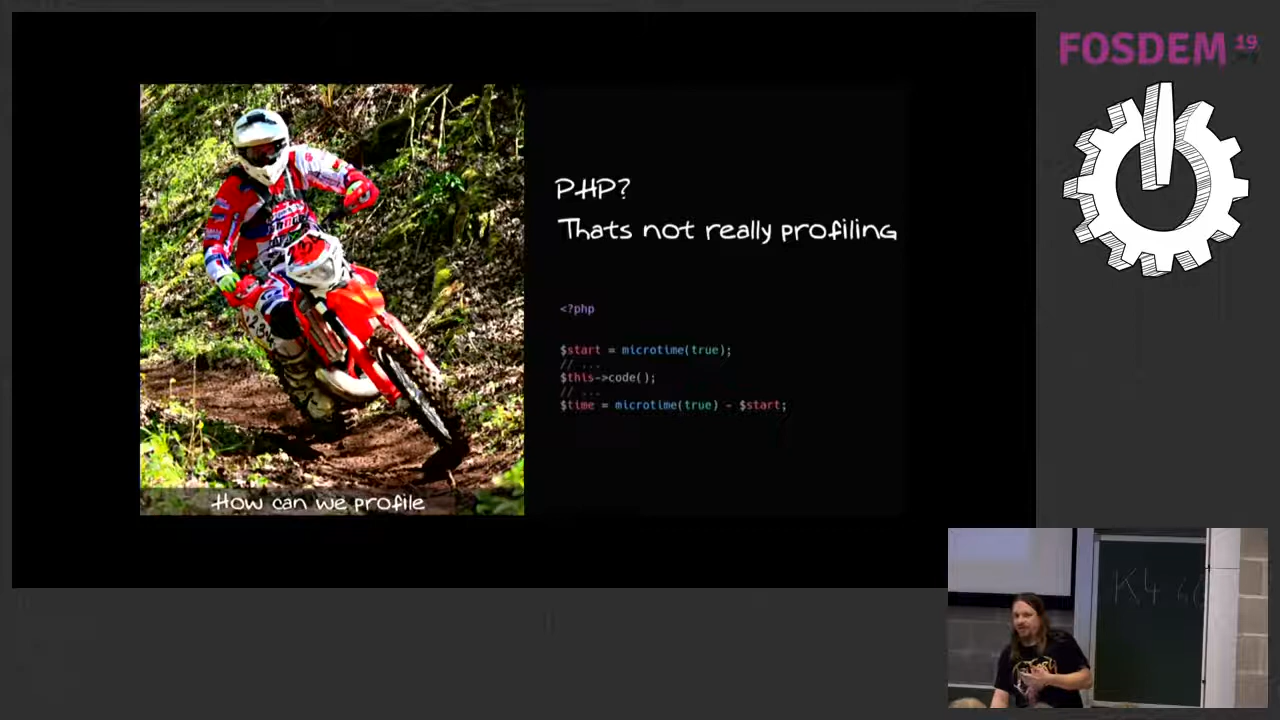 FOSDEM 19
PHP?
Thats not really profiling
<?php
$start = microtime(true);
// ...
$this->code();
// ...
$time = microtime(true) - $start;
How can we profile
K4